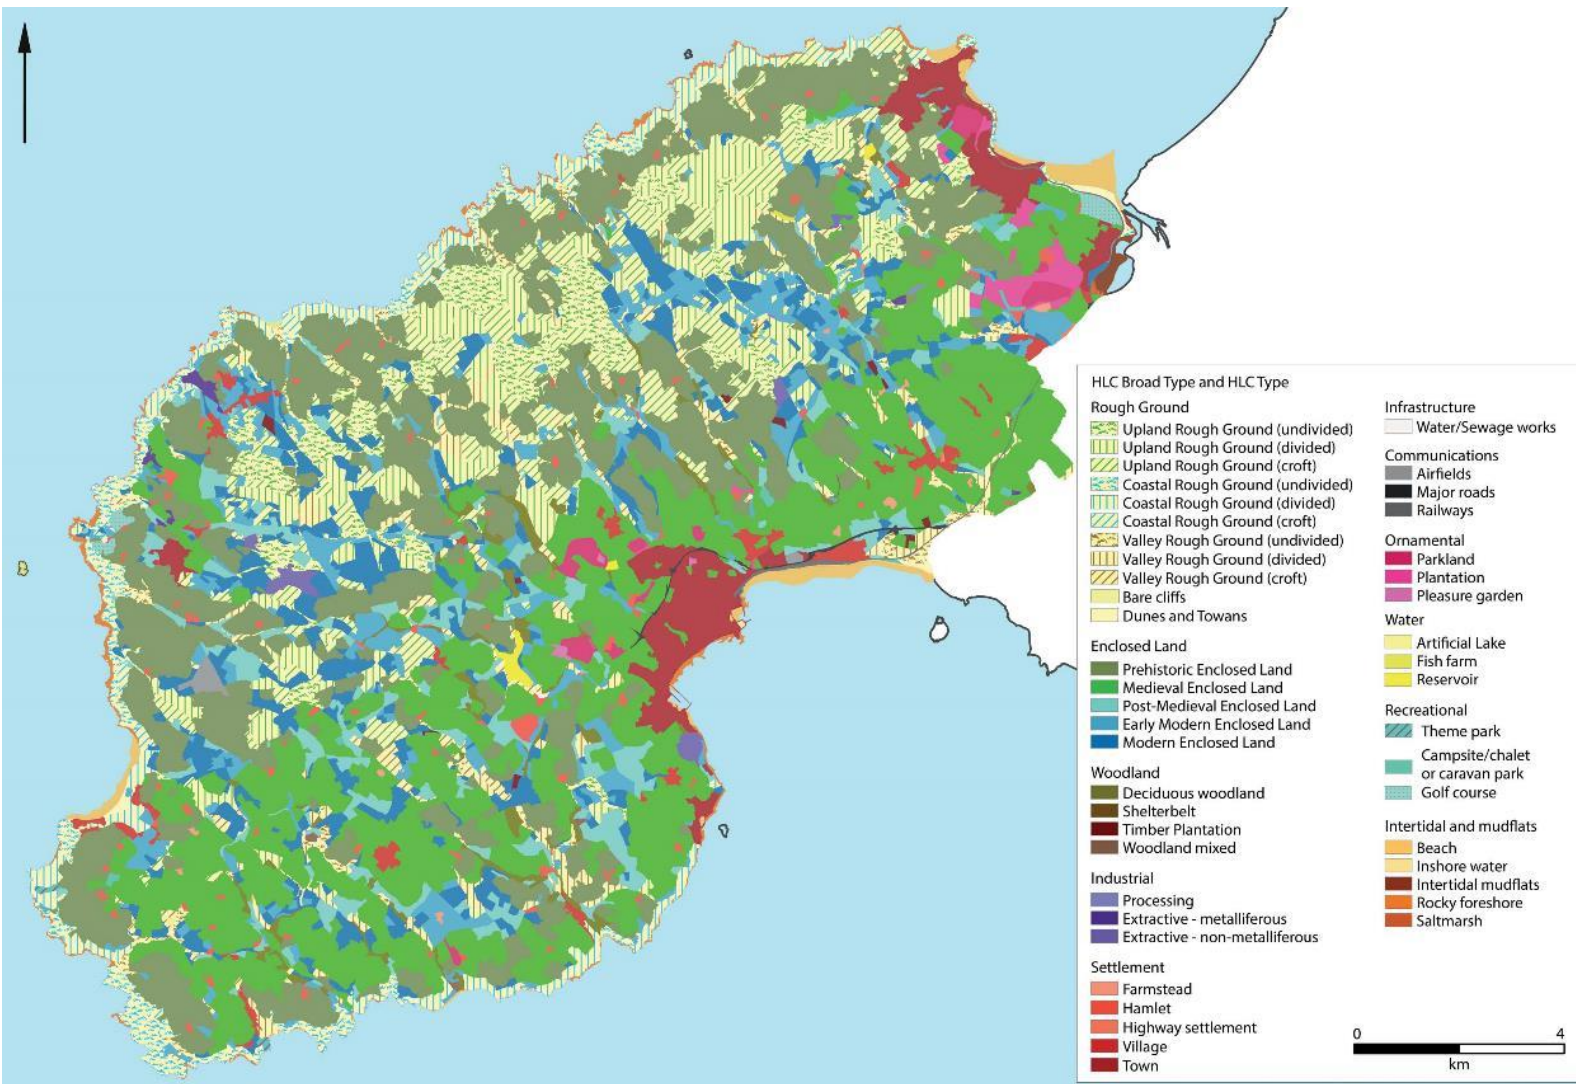 HLC Broad Type and HLC Type
Rough Ground
Upland Rough Ground (undivided)
Upland Rough Ground (divided)
Upland Rough Ground (croft)
Coastal Rough Ground (undivided)
Coastal Rough Ground (divided)
Coastal Rough Ground (croft)
Valley Rough Ground (undivided)
Valley Rough Ground (divided)
Valley Rough Ground (croft)
Bare cliffs
Dunes and Towans
Enclosed Land
Prehistoric Enclosed Land
Medieval Enclosed Land
Post-Medieval Enclosed Land
Early Modern Enclosed Land
Modern Enclosed Land
Woodland
Deciduous woodland
Shelterbelt
Timber Plantation
Woodland mixed
Industrial
Processing
Extractive - metalliferous
Extractive - non-metalliferous
Settlement
Farmstead
Hamlet
Highway settlement
Village
Town
Infrastructure
Water/Sewage works
Communications
Airfields
Major roads
Railways
Ornamental
Parkland
Plantation
Pleasure garden
Water
Artificial Lake
Fish farm
Reservoir
Recreational
Theme park
Campsite/chalet
or caravan park
Golf course
Intertidal and mudflats
Beach
Inshore water
Intertidal mudflats
Rocky foreshore
Saltmarsh
0 4
km